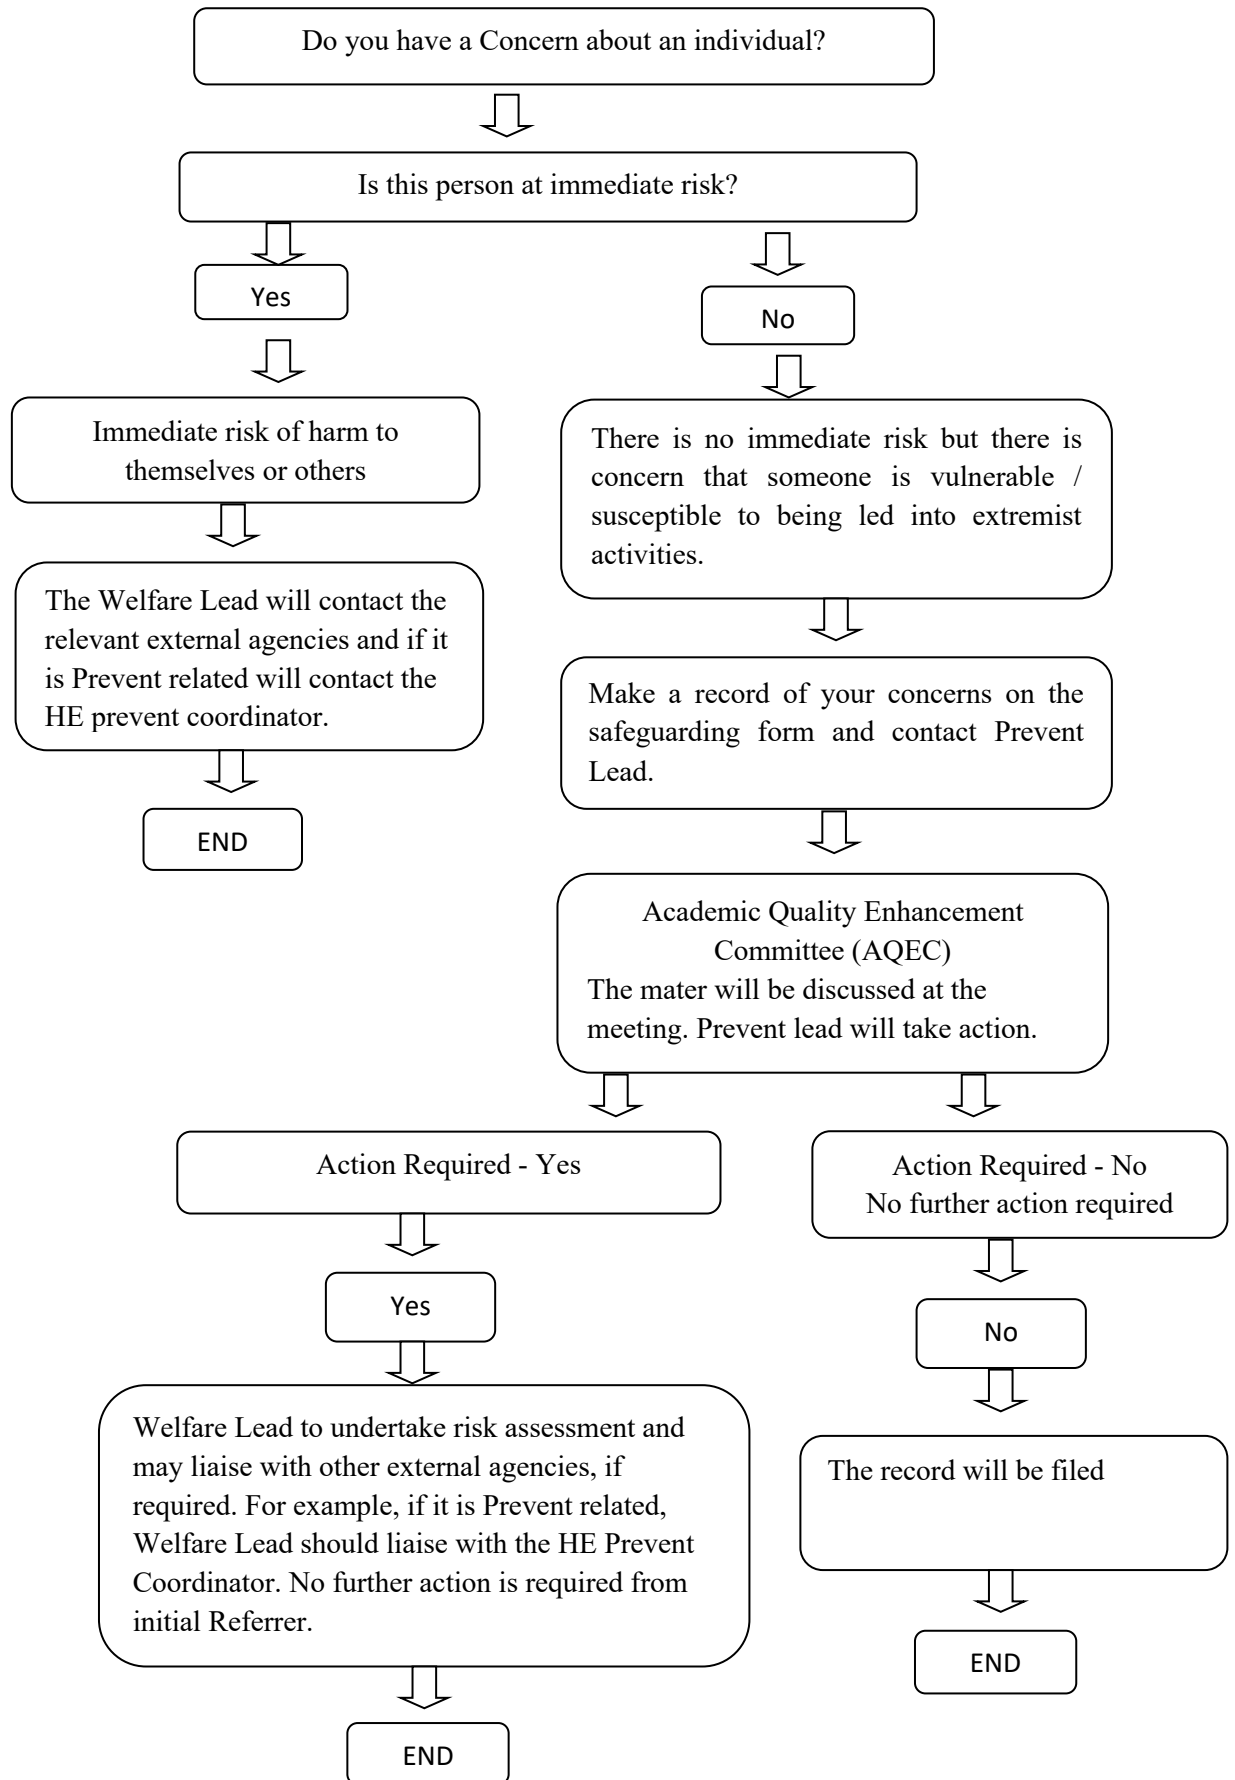 Do you have a Concern about an individual?
Is this person at immediate risk?
Yes
No
Immediate risk of harm to
themselves or others
There is no immediate risk but there is
concern that someone is vulnerable /
susceptible to being led into extremist
activities.
The Welfare Lead will contact the
relevant external agencies and if it
is Prevent related will contact the
HE prevent coordinator.
Make a record of your concerns on the
safeguarding form and contact Prevent
Lead.
END
Academic Quality Enhancement
Committee (AQEC)
The mater will be discussed at the
meeting. Prevent lead will take action.
Action Required - Yes
Action Required - No
No further action required
Yes
No
Welfare Lead to undertake risk assessment and
may liaise with other external agencies, if
required. For example, if it is Prevent related,
Welfare Lead should liaise with the HE Prevent
Coordinator. No further action is required from
initial Referrer.
The record will be filed
END
END